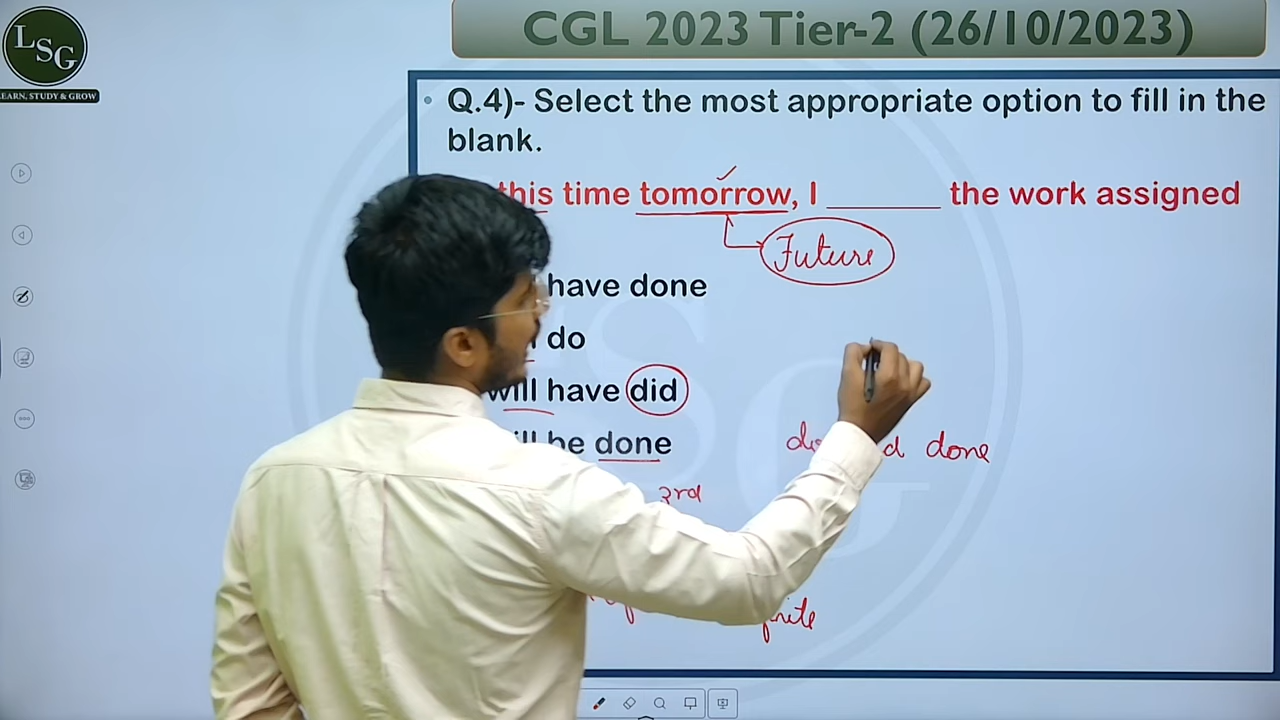 LSG
LEARN, STUDY & GROW
CGL 2023 Tier-2 (26/10/2023)
• Q.4)- Select the most appropriate option to fill in the
blank.
this time tomorrow, I ________ the work assigned
Future
have done
do
will have did
be done
done
3rd